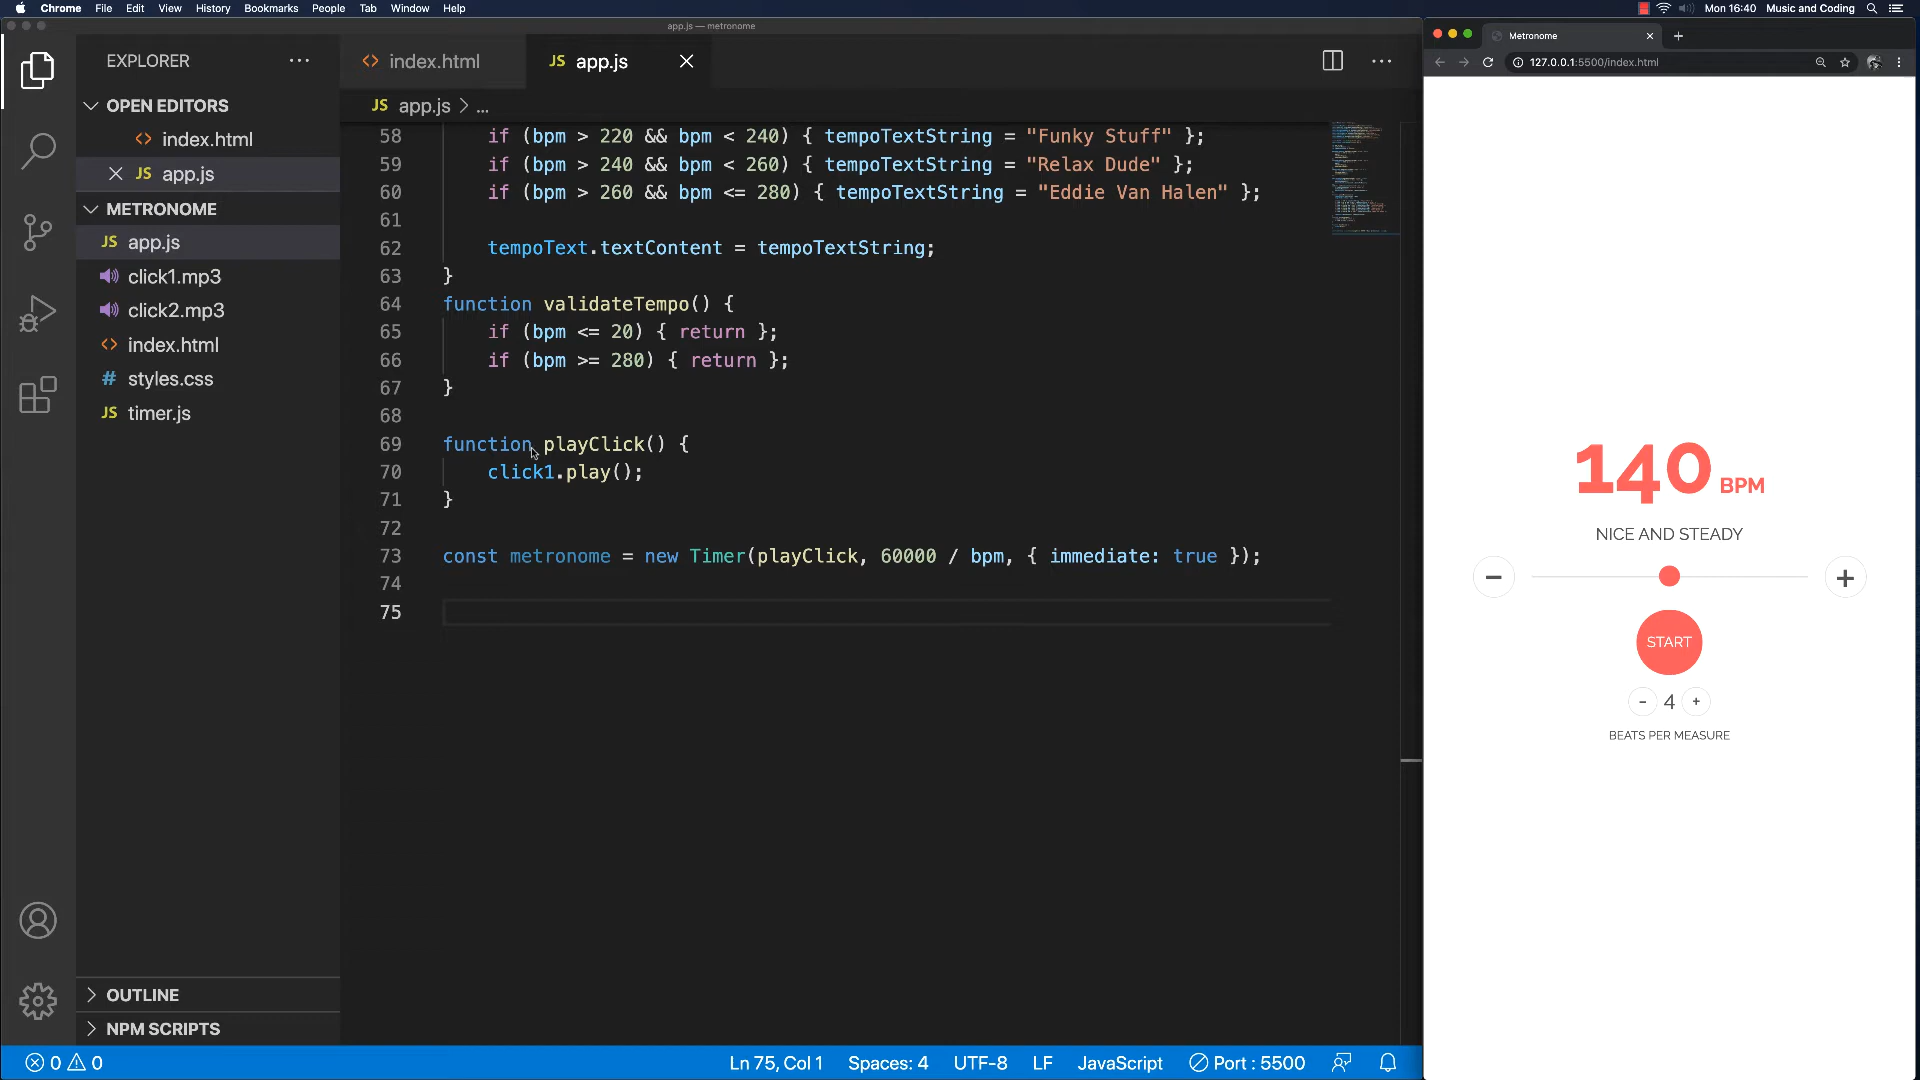 Chrome File Edit View History Bookmarks People Tab Window Help
Mon 16:40 Music and Coding
app.js — metronome
EXPLORER
OPEN EDITORS
index.html
JS app.js
METRONOME
JS app.js
click1.mp3
click2.mp3
index.html
# styles.css
JS timer.js
OUTLINE
NPM SCRIPTS
index.html
JS app.js
JS app.js > ...
58 if (bpm > 220 && bpm < 240) { tempoTextString = "Funky Stuff" };
59 if (bpm > 240 && bpm < 260) { tempoTextString = "Relax Dude" };
60 if (bpm > 260 && bpm <= 280) { tempoTextString = "Eddie Van Halen" };
61
62 tempoText.textContent = tempoTextString;
63 }
64 function validateTempo() {
65 if (bpm <= 20) { return };
66 if (bpm >= 280) { return };
67 }
68
69 function playClick() {
70 click1.play();
71 }
72
73 const metronome = new Timer(playClick, 60000 / bpm, { immediate: true });
74
75
0 0
Ln 75, Col 1 Spaces: 4 UTF-8 LF JavaScript Port : 5500
Metronome
127.0.0.1:5500/index.html
140 BPM
NICE AND STEADY
− +
START
- 4 +
BEATS PER MEASURE